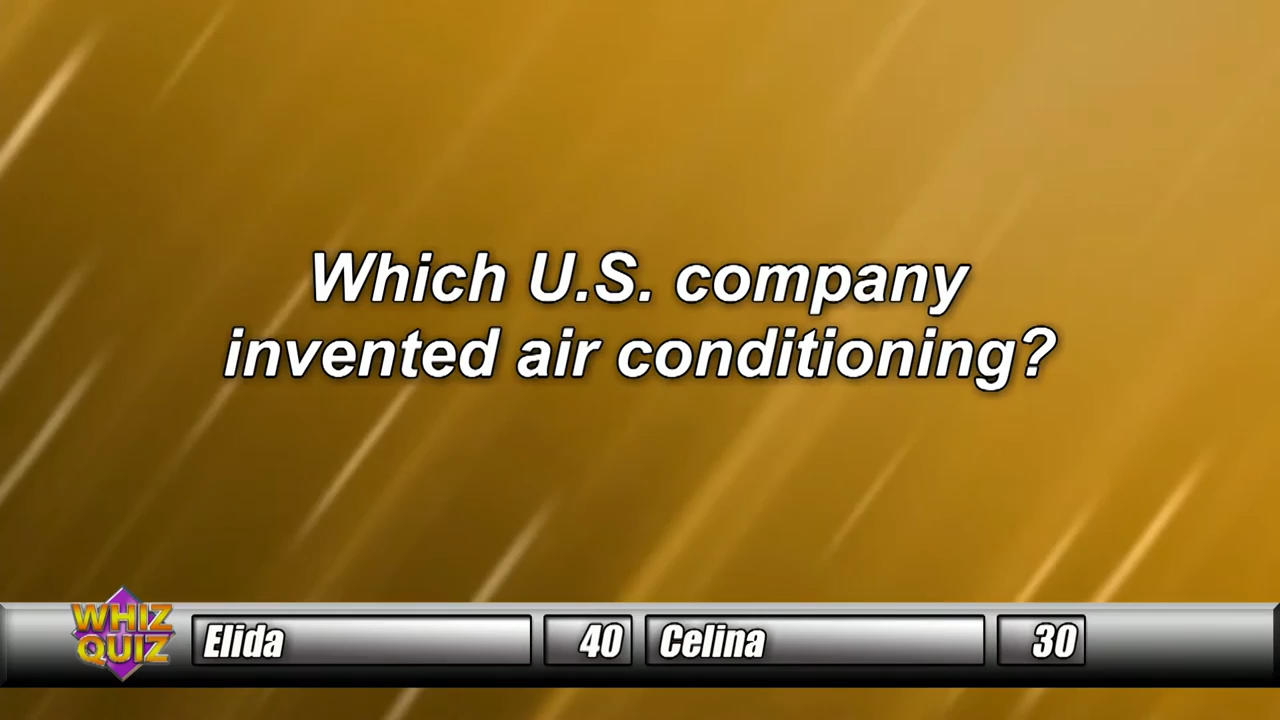 Which U.S. company
invented air conditioning?
WHIZ
QUIZ
Elida 40 Celina 30